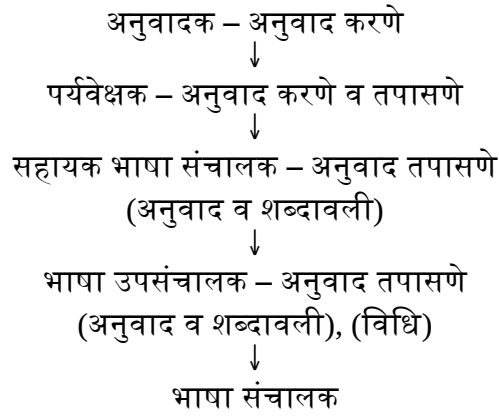 अनुवादक – अनुवाद करणे
↓
पर्यवेक्षक – अनुवाद करणे व तपासणे
↓
सहायक भाषा संचालक – अनुवाद तपासणे
(अनुवाद व शब्दावली)
↓
भाषा उपसंचालक – अनुवाद तपासणे
(अनुवाद व शब्दावली), (विधि)
↓
भाषा संचालक